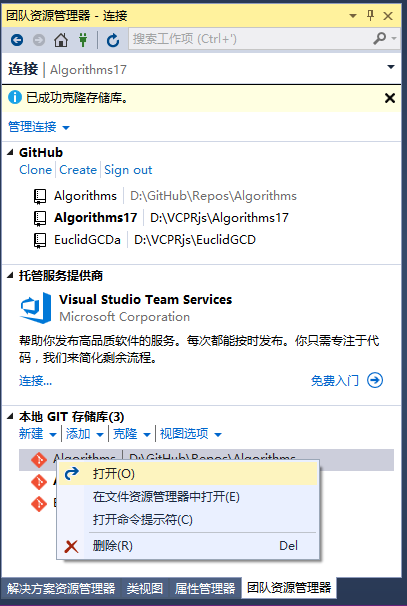 团队资源管理器 - 连接
搜索工作项 (Ctrl+')
连接 | Algorithms17
已成功克隆存储库。
管理连接
GitHub
Clone | Create | Sign out
Algorithms | D:\GitHub\Repos\Algorithms
Algorithms17 | D:\VCPRjs\Algorithms17
EuclidGCDa | D:\VCPRjs\EuclidGCD
托管服务提供商
Visual Studio Team Services
Microsoft Corporation
帮助你发布高品质软件的服务。每次都能按时发布。你只需专注于代
码，我们来简化剩余流程。
连接... 免费入门
本地 GIT 存储库(3)
新建 | 添加 | 克隆 | 视图选项
Algorithms | D:\GitHub\Repos\Algorithms
打开(O)
在文件资源管理器中打开(E)
打开命令提示符(C)
删除(R) Del
解决方案资源管理器 类视图 属性管理器 团队资源管理器